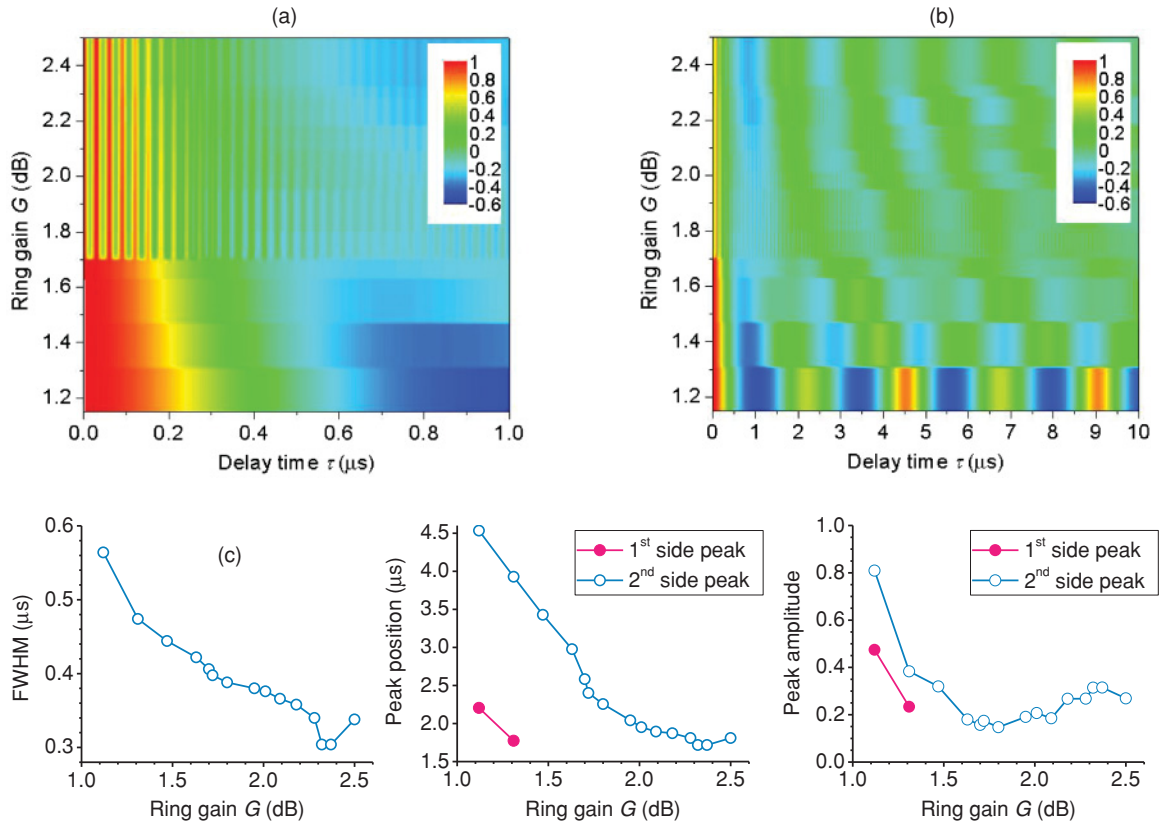 (a)
Ring gain G (dB)
2.4
2.2
2.0
1.8
1.6
1.4
1.2
1
0.8
0.6
0.4
0.2
0
-0.2
-0.4
-0.6
0.0 0.2 0.4 0.6 0.8 1.0
Delay time τ (μs)
(b)
Ring gain G (dB)
2.4
2.2
2.0
1.8
1.6
1.4
1.2
1
0.8
0.6
0.4
0.2
0
-0.2
-0.4
-0.6
0 1 2 3 4 5 6 7 8 9 10
Delay time τ (μs)
(c)
FWHM (μs)
0.6
0.5
0.4
0.3
1.0 1.5 2.0 2.5
Ring gain G (dB)
Peak position (μs)
4.5
4.0
3.5
3.0
2.5
2.0
1.5
1st side peak
2nd side peak
1.0 1.5 2.0 2.5
Ring gain G (dB)
Peak amplitude
1.0
0.8
0.6
0.4
0.2
0.0
1st side peak
2nd side peak
1.0 1.5 2.0 2.5
Ring gain G (dB)